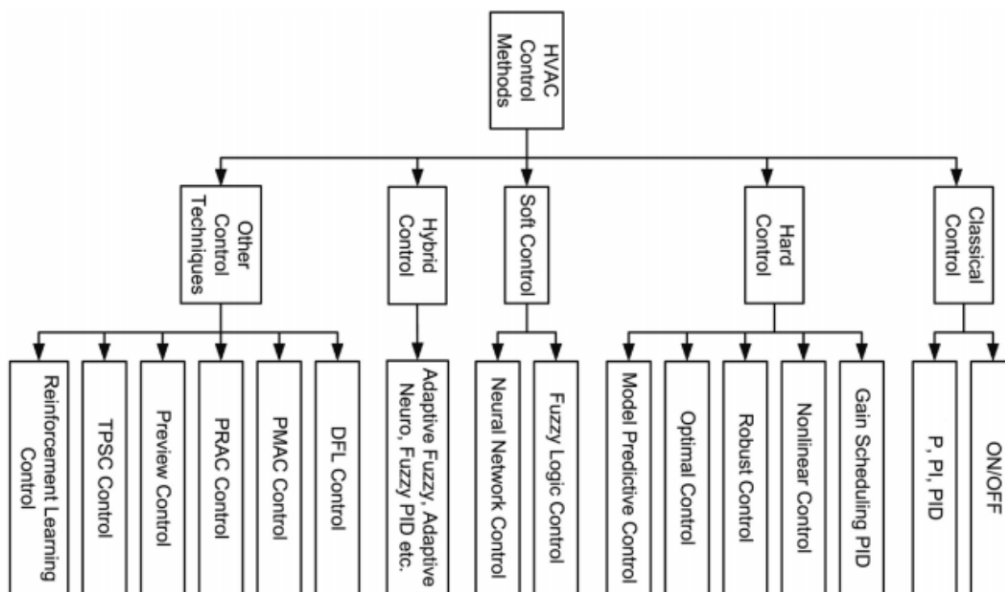 HVAC
Control
Methods
Classical
Control
ON/OFF
P, PI, PID
Hard
Control
Gain Scheduling PID
Nonlinear Control
Robust Control
Optimal Control
Model Predictive Control
Soft Control
Fuzzy Logic Control
Neural Network Control
Hybrid
Control
Adaptive Fuzzy, Adaptive
Neuro, Fuzzy PID etc.
Other
Control
Techniques
DFL Control
PMAC Control
PRAC Control
Preview Control
TPSC Control
Reinforcement Learning
Control